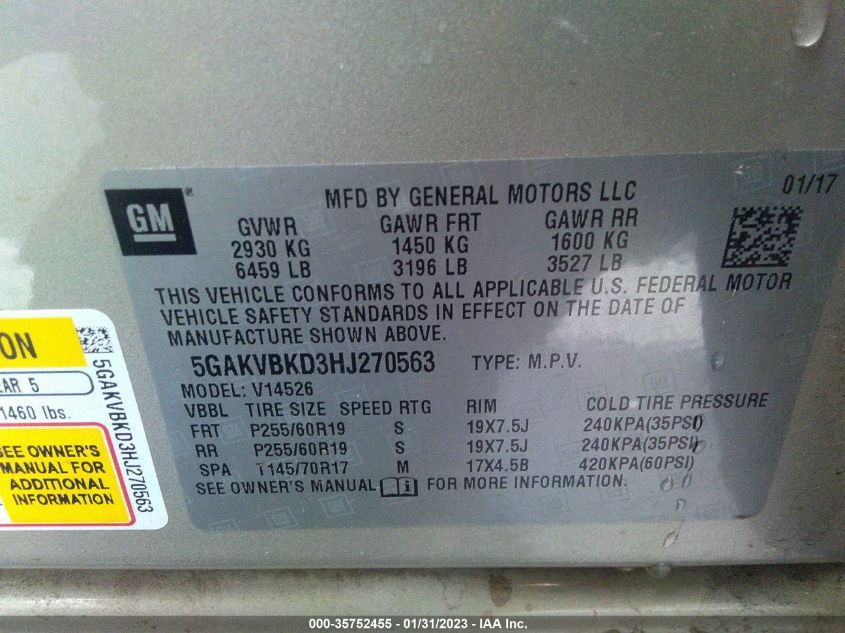 GM
®
MFD BY GENERAL MOTORS LLC
01/17
GVWR GAWR FRT GAWR RR
2930 KG 1450 KG 1600 KG
6459 LB 3196 LB 3527 LB
THIS VEHICLE CONFORMS TO ALL APPLICABLE U.S. FEDERAL MOTOR
VEHICLE SAFETY STANDARDS IN EFFECT ON THE DATE OF
MANUFACTURE SHOWN ABOVE.
5GAKVBKD3HJ270563 TYPE: M.P.V.
MODEL: V14526
VBBL TIRE SIZE SPEED RTG RIM COLD TIRE PRESSURE
FRT P255/60R19 S 19X7.5J 240KPA(35PSI)
RR P255/60R19 S 19X7.5J 240KPA(35PSI)
SPA T145/70R17 M 17X4.5B 420KPA(60PSI)
SEE OWNER'S MANUAL FOR MORE INFORMATION.
ON
AR 5
1460 lbs.
SEE OWNER'S
MANUAL FOR
ADDITIONAL
INFORMATION
5GAKVBKD3HJ270563
000-35752455 - 01/31/2023 - IAA Inc.